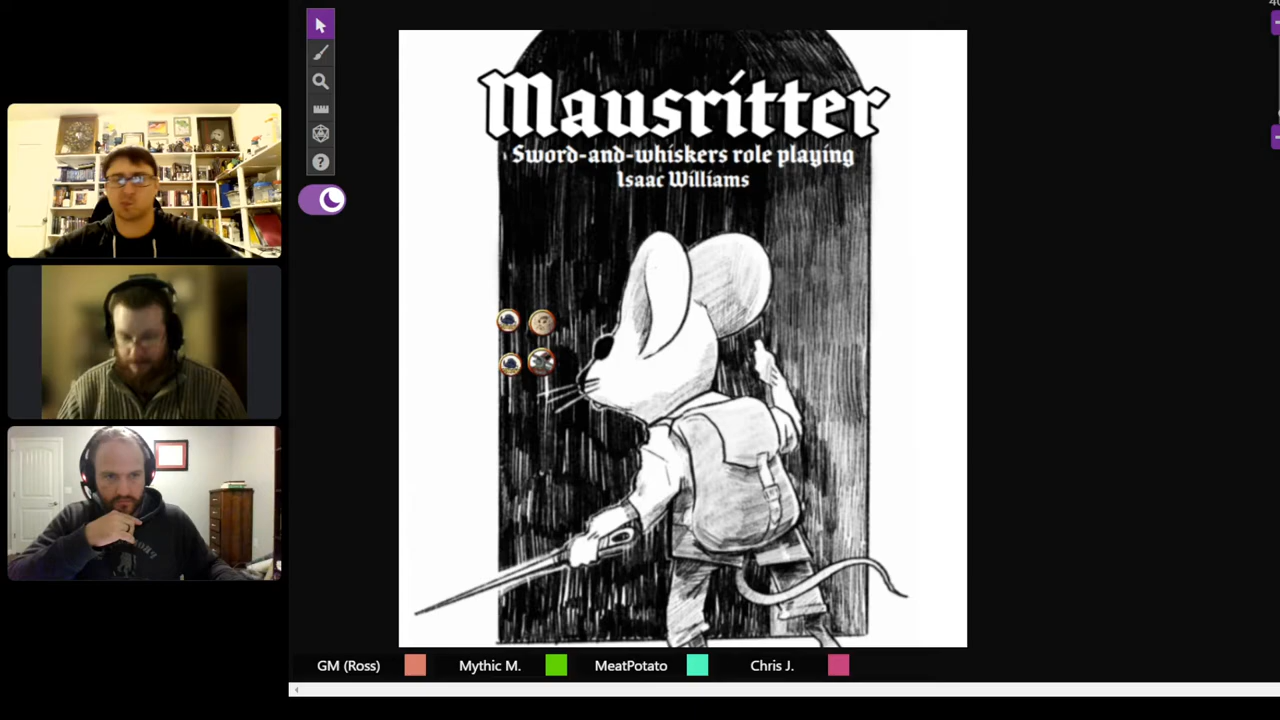 Mausritter
Sword-and-whiskers role playing
Isaac Williams
GM (Ross)
Mythic M.
MeatPotato
Chris J.